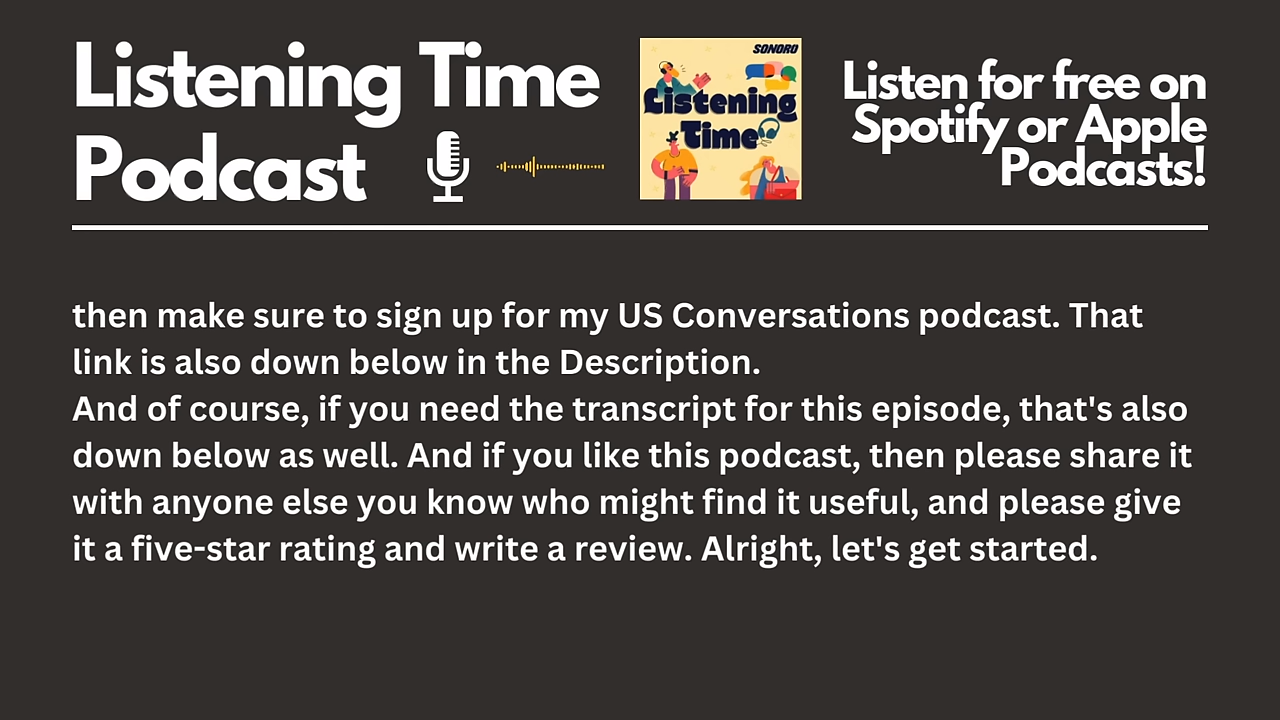 Listening Time
Podcast
SONORO
Listening
Time
Listen for free on
Spotify or Apple
Podcasts!
then make sure to sign up for my US Conversations podcast. That
link is also down below in the Description.
And of course, if you need the transcript for this episode, that's also
down below as well. And if you like this podcast, then please share it
with anyone else you know who might find it useful, and please give
it a five-star rating and write a review. Alright, let's get started.